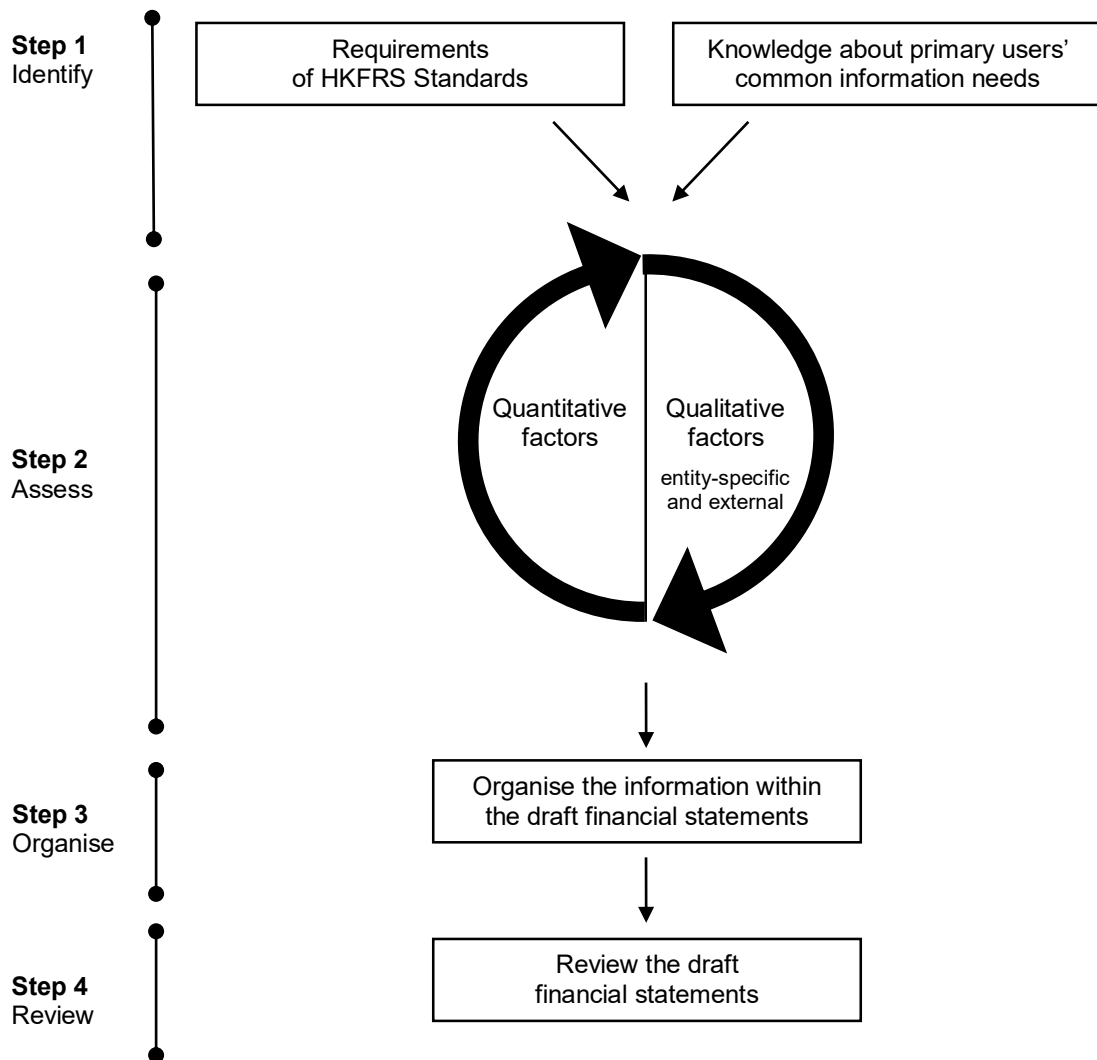 Step 1
Identify
Requirements
of HKFRS Standards
Knowledge about primary users’
common information needs
Step 2
Assess
Quantitative
factors
Qualitative
factors
entity-specific
and external
Step 3
Organise
Organise the information within
the draft financial statements
Step 4
Review
Review the draft
financial statements